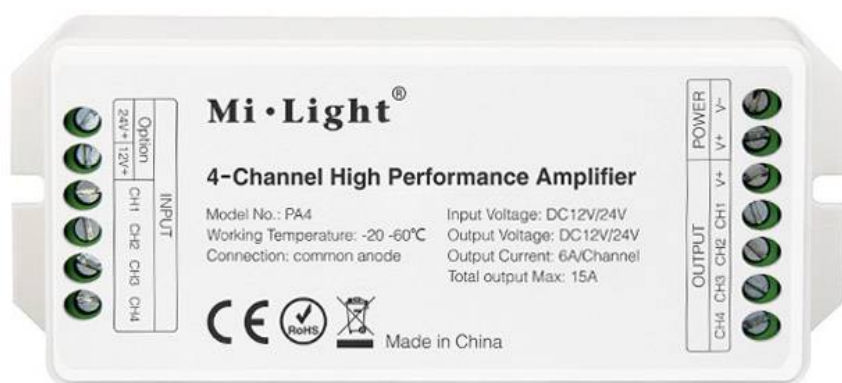 Mi·Light®
4-Channel High Performance Amplifier
Model No.: PA4
Working Temperature: -20 -60℃
Connection: common anode
Input Voltage: DC12V/24V
Output Voltage: DC12V/24V
Output Current: 6A/Channel
Total output Max: 15A
CE
RoHS
Made in China
INPUT
Option
24V+
12V+
CH1
CH2
CH3
CH4
POWER
V-
V+
OUTPUT
V+
CH1
CH2
CH3
CH4